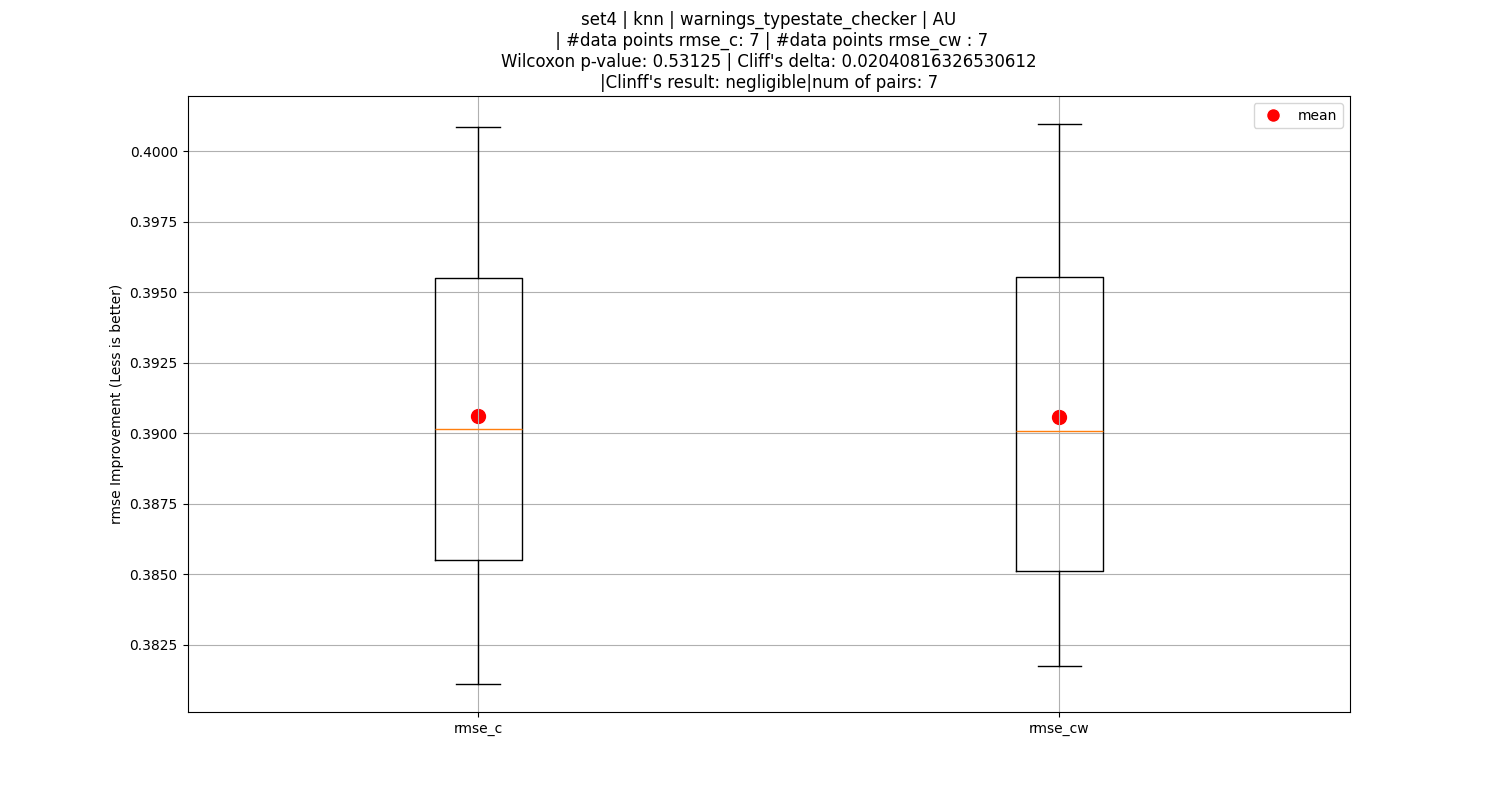 set4 | knn | warnings_typestate_checker | AU
| #data points rmse_c: 7 | #data points rmse_cw : 7
Wilcoxon p-value: 0.53125 | Cliff's delta: 0.02040816326530612
|Clinff's result: negligible|num of pairs: 7
mean
0.4000
0.3975
0.3950
0.3925
0.3900
0.3875
0.3850
0.3825
rmse Improvement (Less is better)
rmse_c
rmse_cw